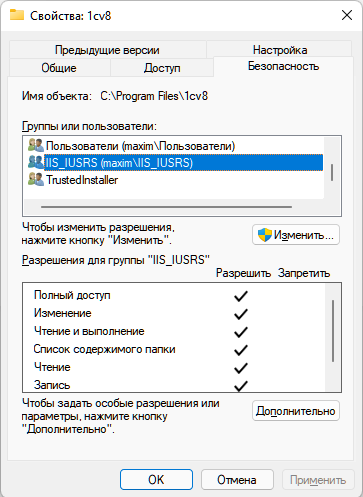 Свойства: 1cv8
Предыдущие версии
Настройка
Общие
Доступ
Безопасность
Имя объекта: C:\Program Files\1cv8
Группы или пользователи:
Пользователи (maxim\Пользователи)
IIS_IUSRS (maxim\IIS_IUSRS)
TrustedInstaller
Чтобы изменить разрешения,
нажмите кнопку "Изменить".
Изменить...
Разрешения для группы "IIS_IUSRS"
Разрешить
Запретить
Полный доступ
Изменение
Чтение и выполнение
Список содержимого папки
Чтение
Запись
Чтобы задать особые разрешения или
параметры, нажмите кнопку
"Дополнительно".
Дополнительно
OK
Отмена
Применить